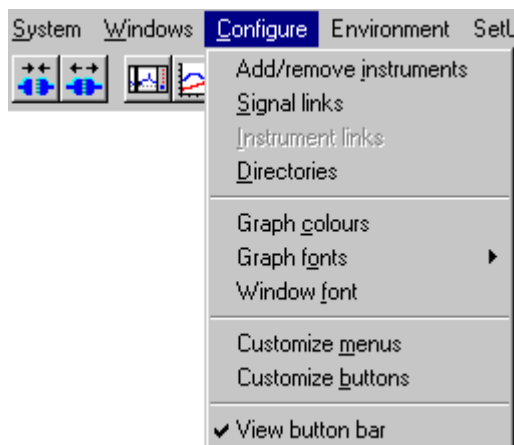 System Windows Configure Environment SetU
Add/remove instruments
Signal links
Instrument links
Directories
Graph colours
Graph fonts
Window font
Customize menus
Customize buttons
View button bar